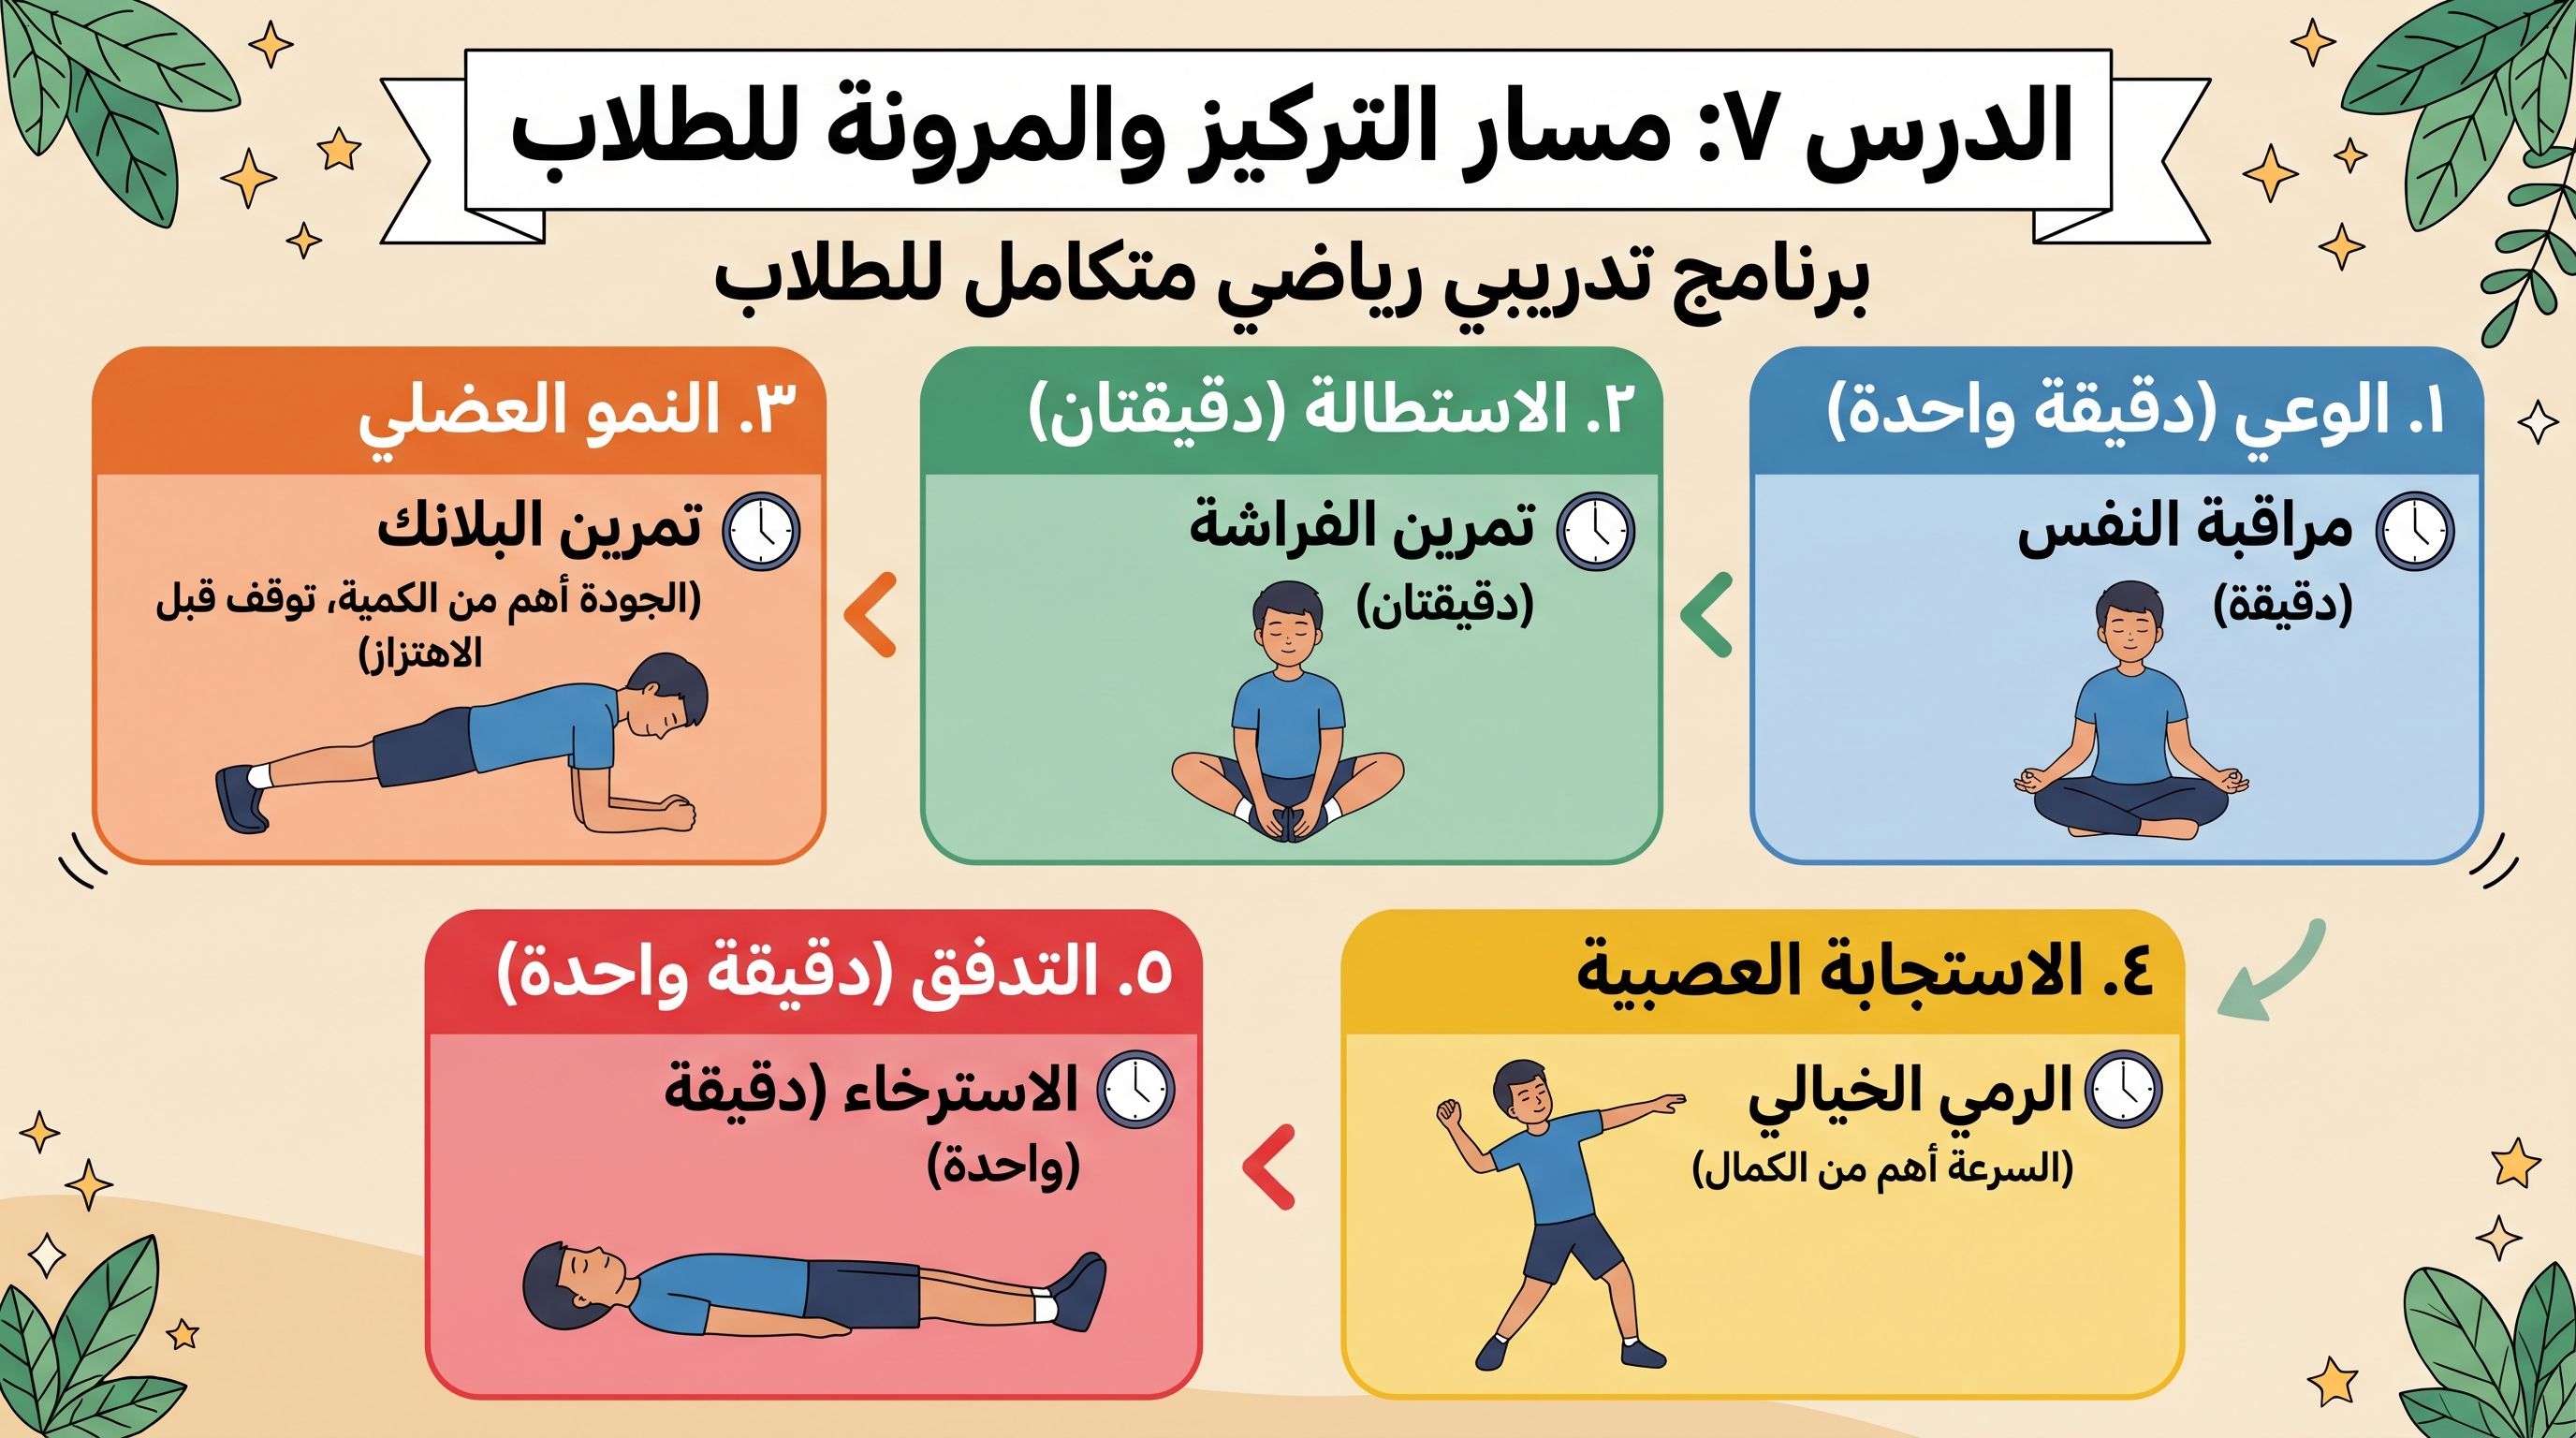 الدرس ٧: مسار التركيز والمرونة للطلاب
برنامج تدريبي رياضي متكامل للطلاب
١. الوعي (دقيقة واحدة)
مراقبة النفس
(دقيقة)
٢. الاستطالة (دقيقتان)
تمرين الفراشة
(دقيقتان)
٣. النمو العضلي
تمرين البلانك
(الجودة أهم من الكمية، توقف قبل
الاهتزاز)
٤. الاستجابة العصبية
الرمي الخيالي
(السرعة أهم من الكمال)
٥. التدفق (دقيقة واحدة)
الاسترخاء (دقيقة
(واحدة)